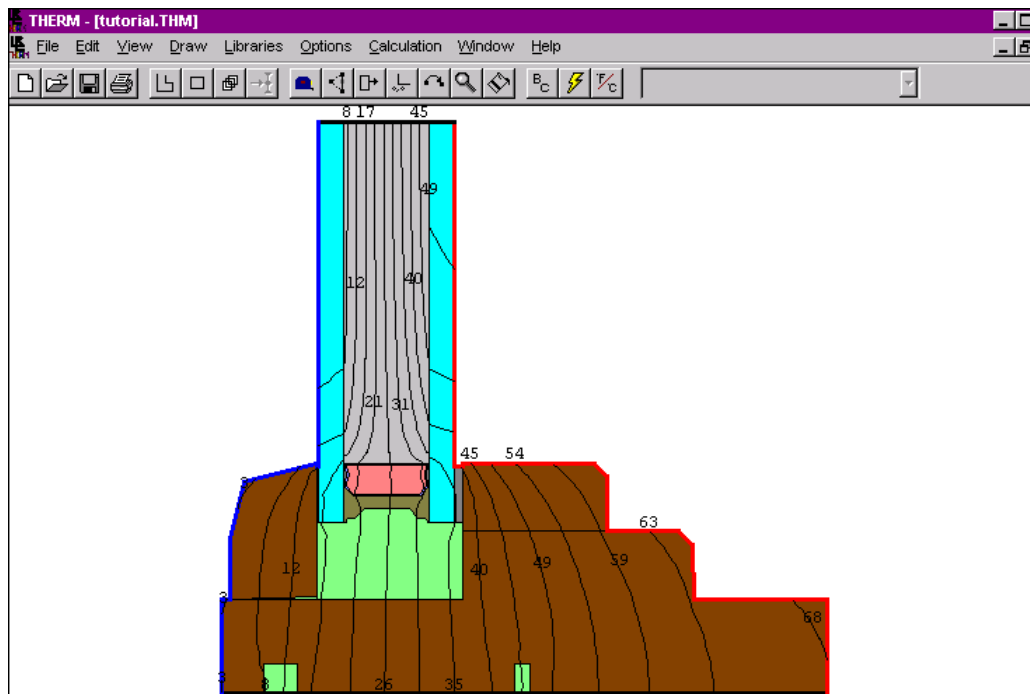 THERM - [tutorial.THM]
File Edit View Draw Libraries Options Calculation Window Help
BC °F/°C
8 17 45
49
12 40
21 31
45 54
63
12 40 49 59
68
3 8 26 35